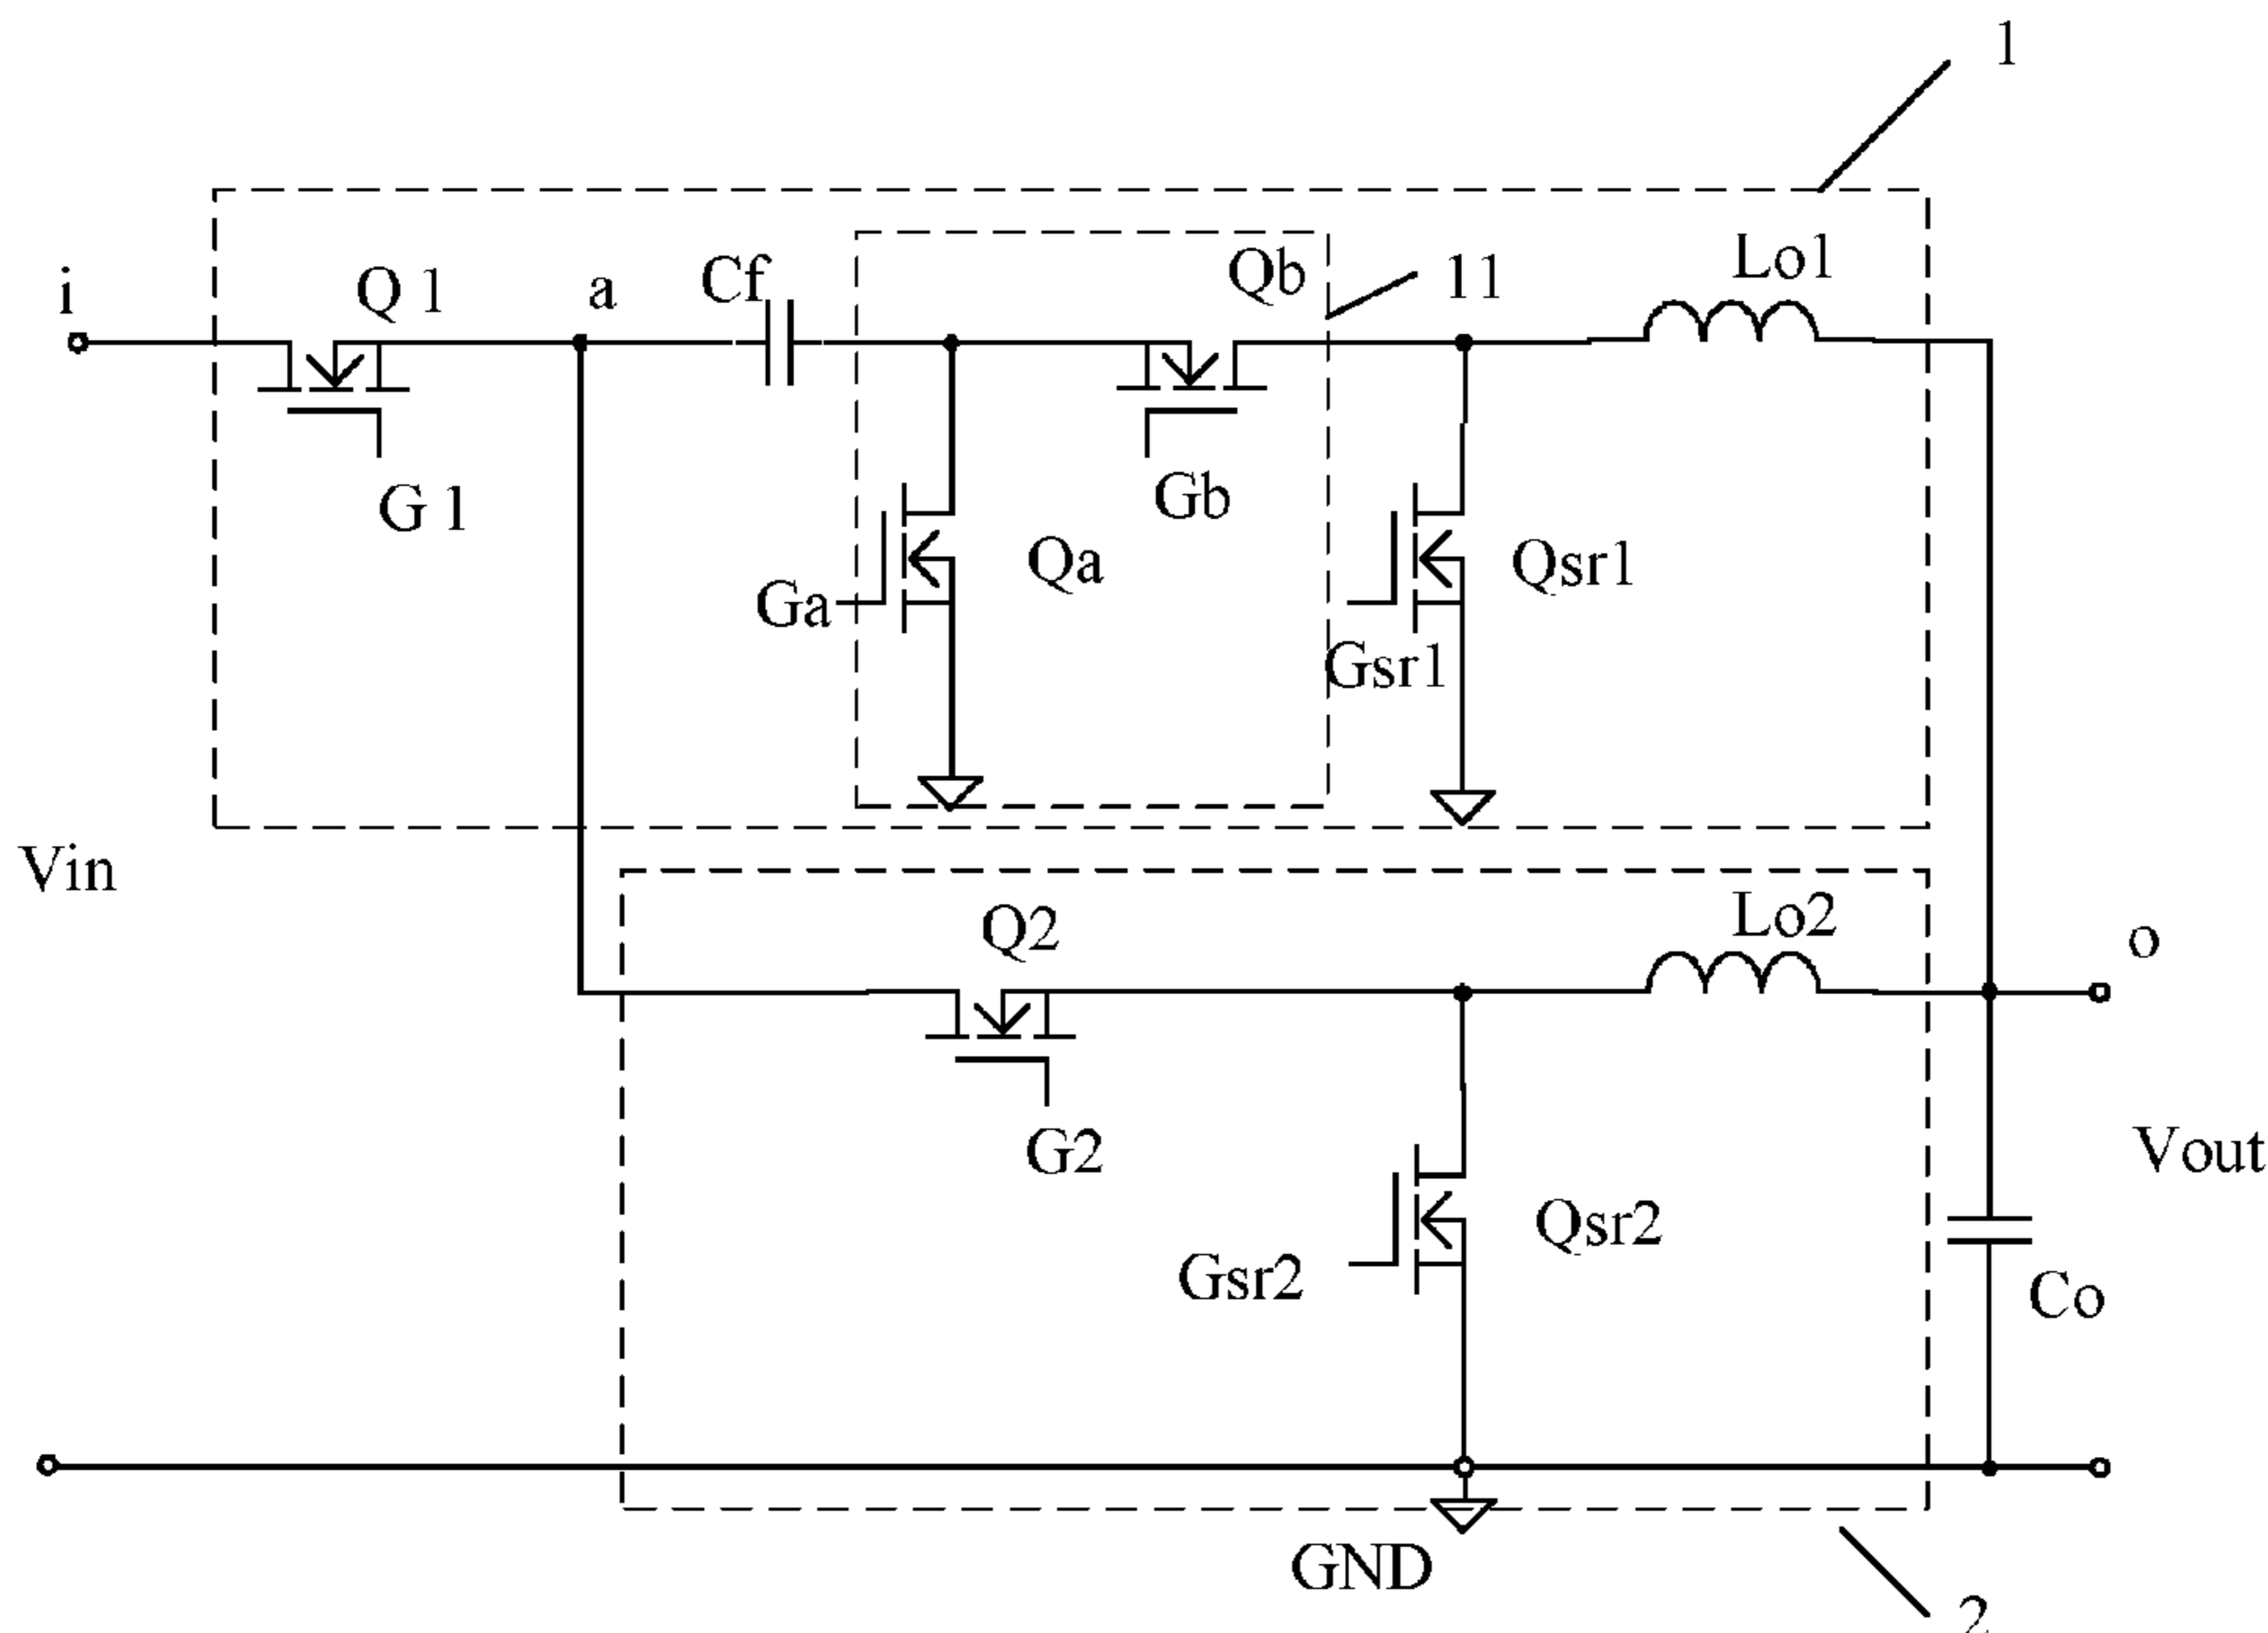 1
i
Q 1
a
Cf
Qb
11
Lo1
G 1
Gb
Ga
Qa
Qsr1
Gsr1
Vin
Q2
Lo2
o
G2
Vout
Gsr2
Qsr2
Co
GND
2